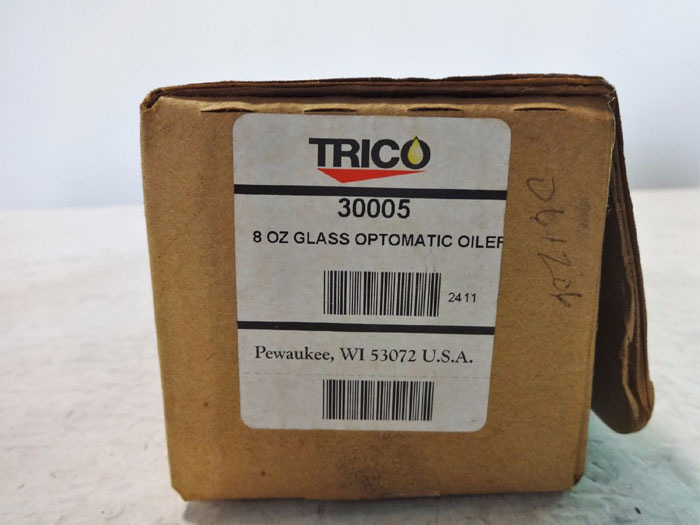 TRICO
30005
8 OZ GLASS OPTOMATIC OILER
2411
Pewaukee, WI 53072 U.S.A.